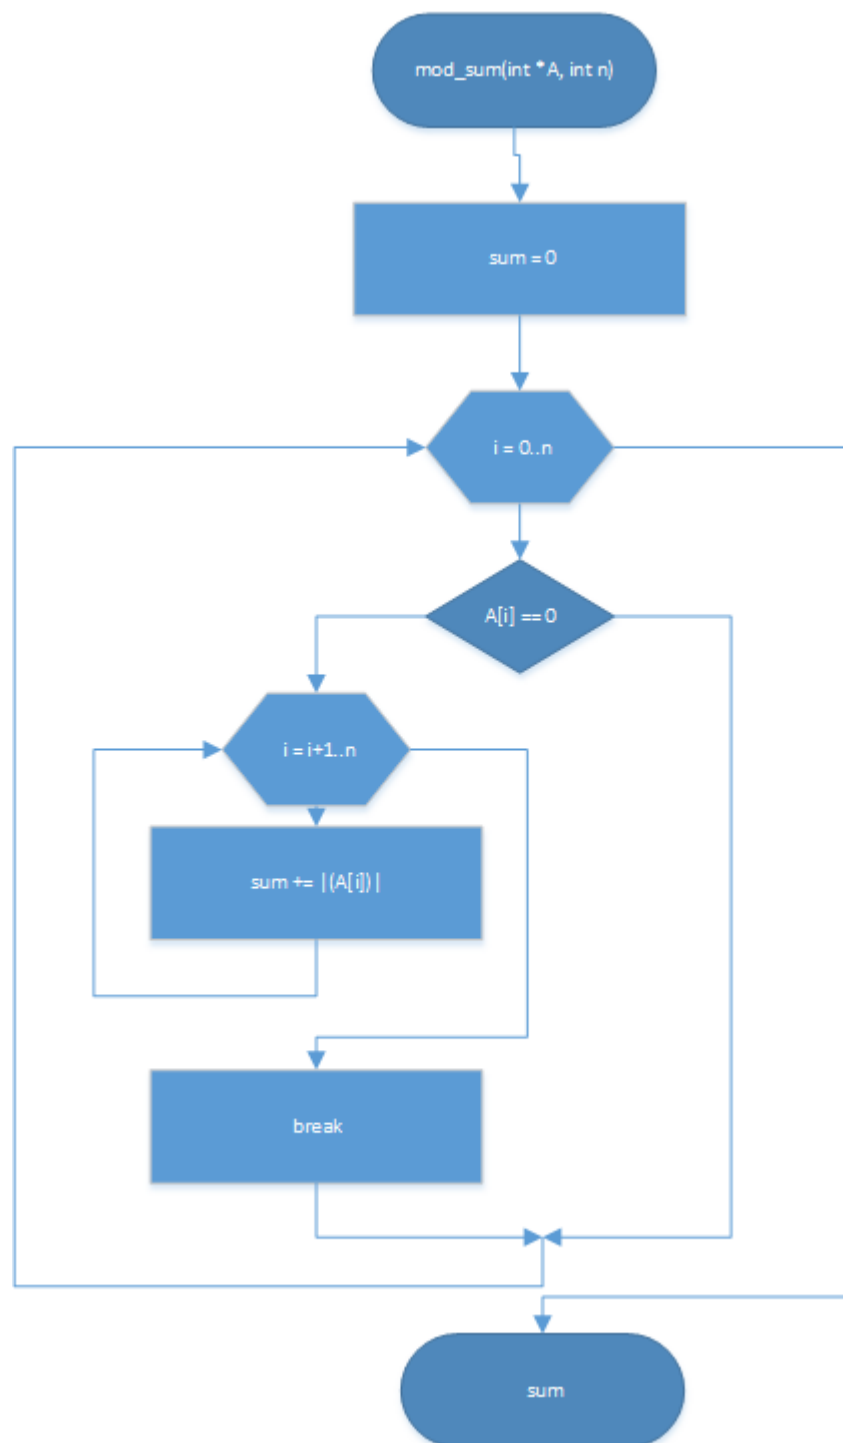 mod_sum(int *A, int n)
sum = 0
i = 0..n
A[i] == 0
i = i+1..n
sum += |(A[i])|
break
sum